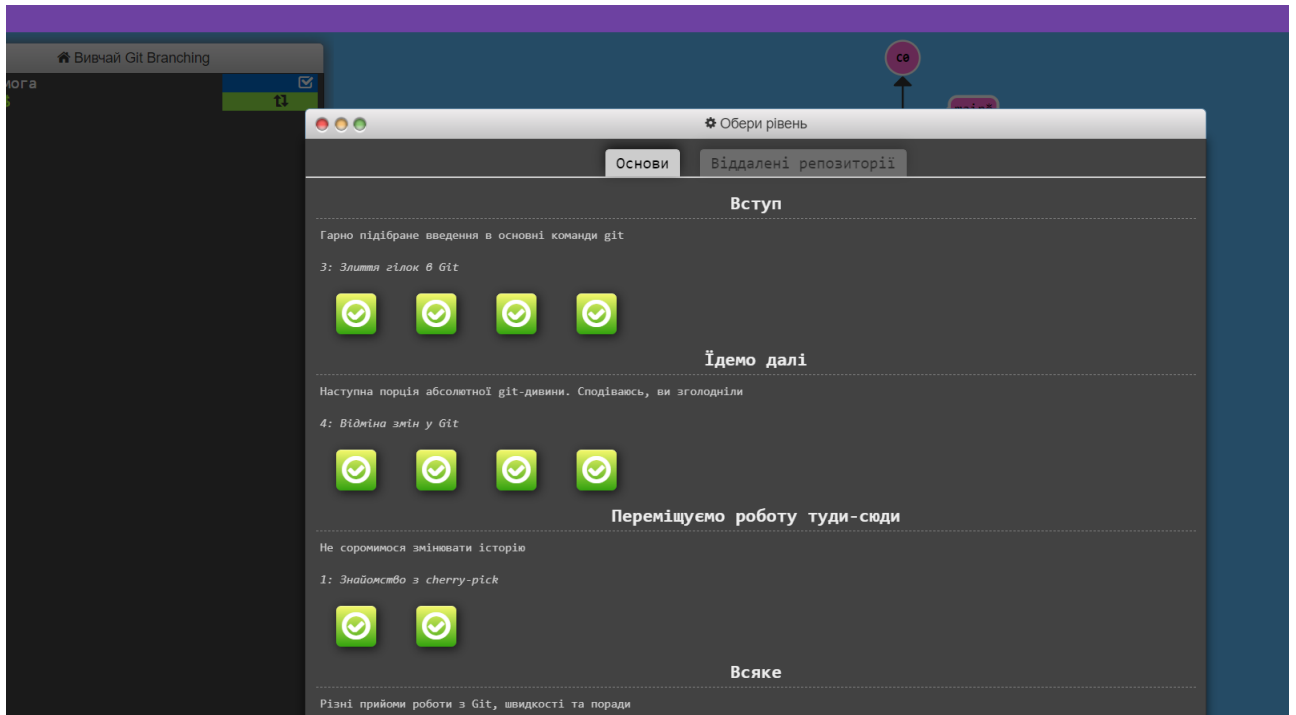 Вивчай Git Branching
c0
Обери рівень
Основи
Віддалені репозиторії
Вступ
Гарно підібране введення в основні команди git
3: Злиття гілок в Git
Їдемо далі
Наступна порція абсолютної git-дивини. Сподіваюсь, ви зголодніли
4: Відміна змін у Git
Переміщуємо роботу туди-сюди
Не соромимося змінювати історію
1: Знайомство з cherry-pick
Всяке
Різні прийоми роботи з Git, швидкості та поради